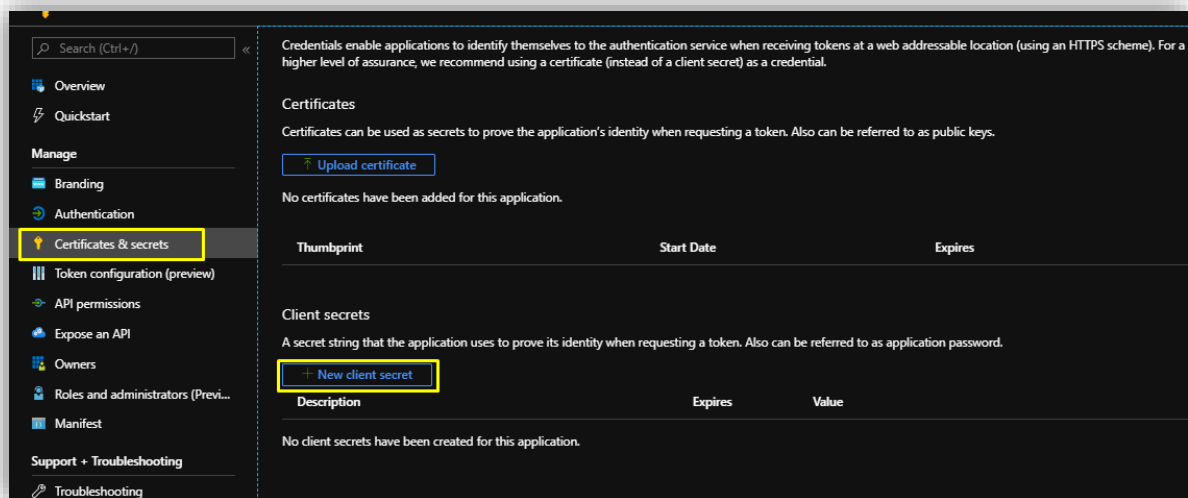 Search (Ctrl+/)
«
Overview
Quickstart
Manage
Branding
Authentication
Certificates & secrets
Token configuration (preview)
API permissions
Expose an API
Owners
Roles and administrators (Previ...
Manifest
Support + Troubleshooting
Troubleshooting
Credentials enable applications to identify themselves to the authentication service when receiving tokens at a web addressable location (using an HTTPS scheme). For a
higher level of assurance, we recommend using a certificate (instead of a client secret) as a credential.
Certificates
Certificates can be used as secrets to prove the application's identity when requesting a token. Also can be referred to as public keys.
Upload certificate
No certificates have been added for this application.
Thumbprint Start Date Expires
Client secrets
A secret string that the application uses to prove its identity when requesting a token. Also can be referred to as application password.
+ New client secret
Description Expires Value
No client secrets have been created for this application.